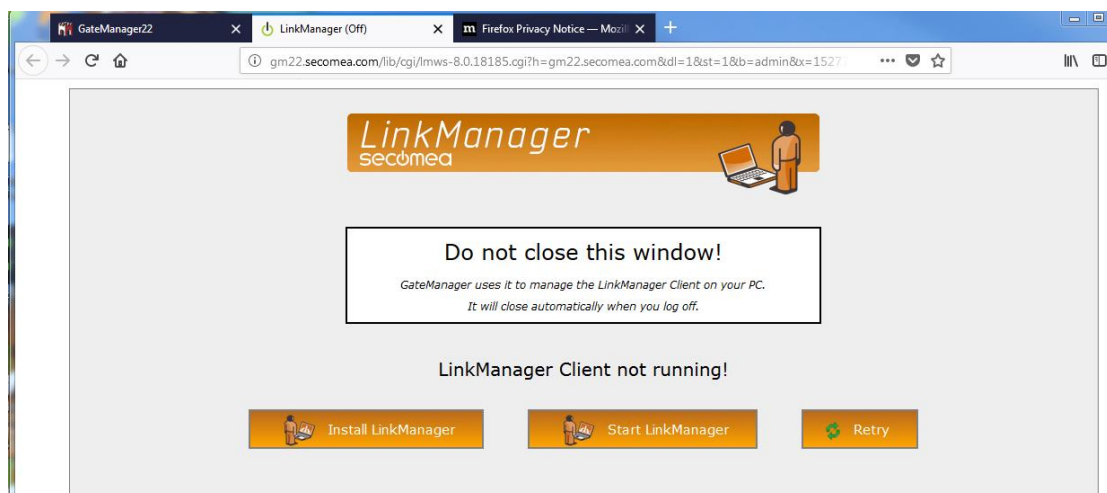 GateManager22
LinkManager (Off)
Firefox Privacy Notice — Mozil
gm22.secomea.com/lib/cgi/lmws-8.0.18185.cgi?h=gm22.secomea.com&dl=1&st=1&b=admin&x=1527
LinkManager
secomea
Do not close this window!
GateManager uses it to manage the LinkManager Client on your PC.
It will close automatically when you log off.
LinkManager Client not running!
Install LinkManager
Start LinkManager
Retry